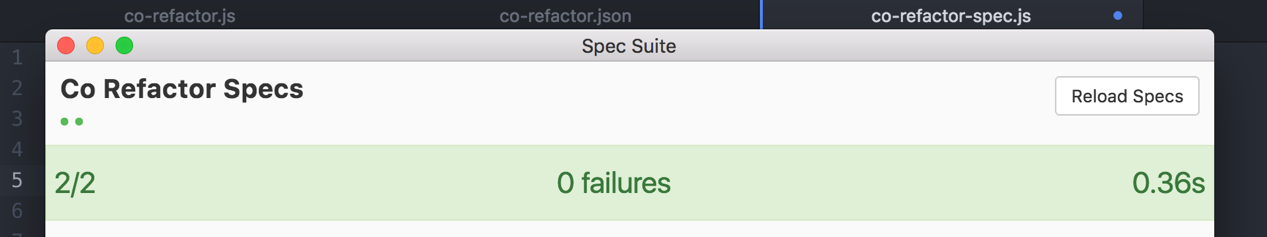 co-refactor.js co-refactor.json co-refactor-spec.js
Spec Suite
1
2
3
4
5
6
7
Co Refactor Specs
Reload Specs
2/2 0 failures 0.36s